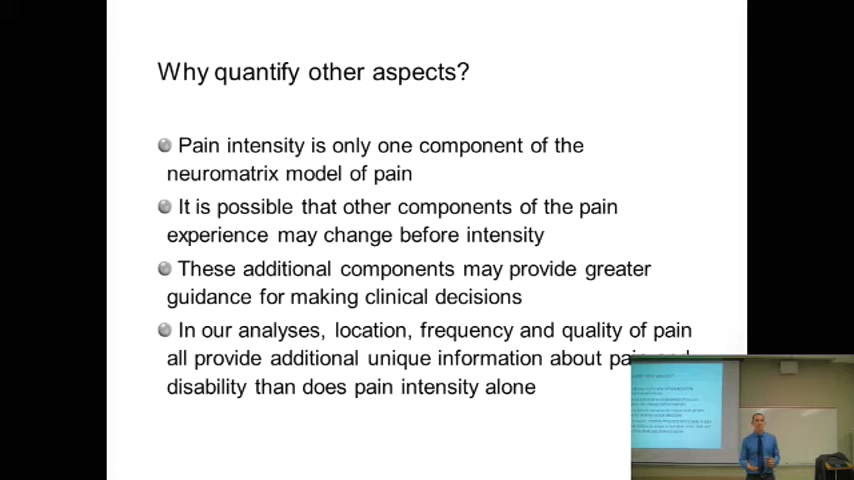 Why quantify other aspects?
Pain intensity is only one component of the
neuromatrix model of pain
It is possible that other components of the pain
experience may change before intensity
These additional components may provide greater
guidance for making clinical decisions
In our analyses, location, frequency and quality of pain
all provide additional unique information about pain and
disability than does pain intensity alone